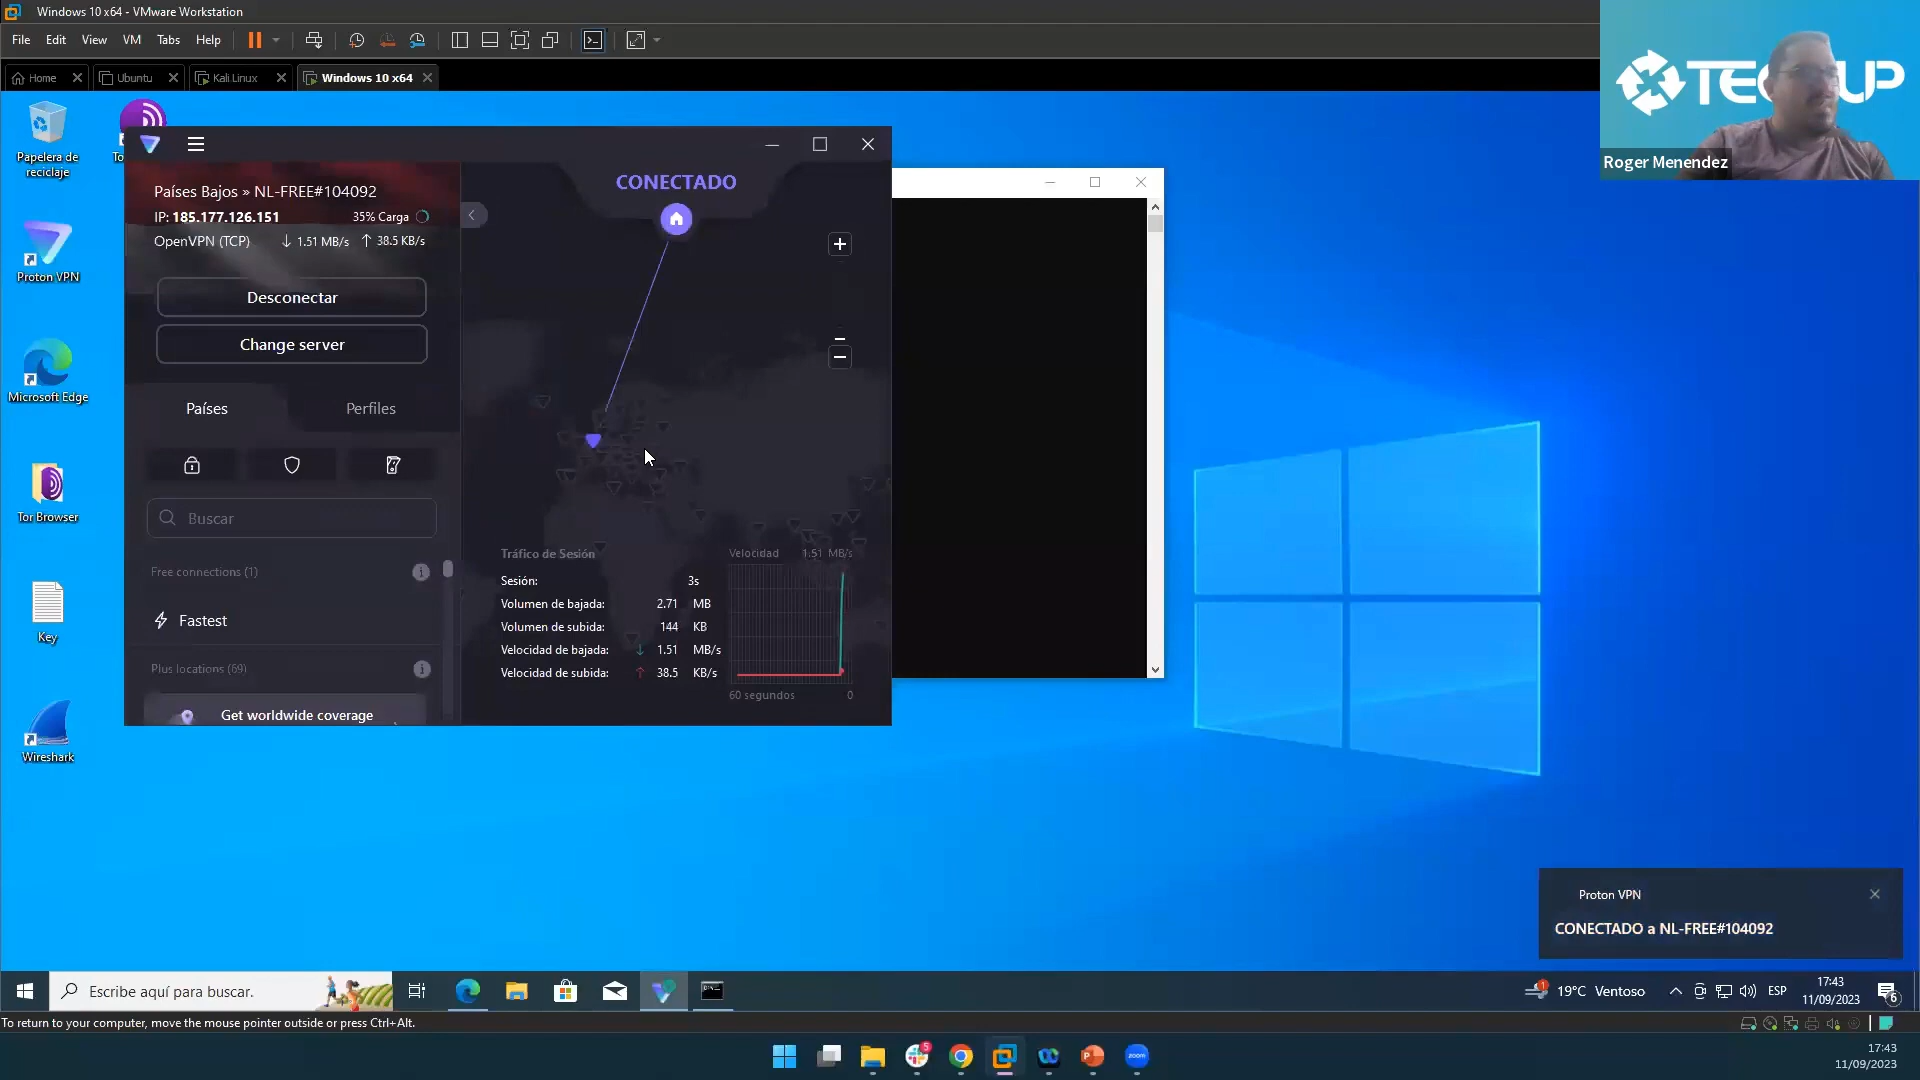 Windows 10 x64 - VMware Workstation
File Edit View VM Tabs Help
Home Ubuntu Kali Linux Windows 10 x64
Roger Menendez
Papelera de
reciclaje
Proton VPN
Microsoft Edge
Tor Browser
Key
Wireshark
Países Bajos » NL-FREE#104092
IP: 185.177.126.151 35% Carga
OpenVPN (TCP) ↓ 1.51 MB/s ↑ 38.5 KB/s
Desconectar
Change server
Países Perfiles
Buscar
Free connections (1)
Fastest
Plus locations (69)
Get worldwide coverage
CONECTADO
Tráfico de Sesión
Sesión: 3s
Volumen de bajada: 2.71 MB
Volumen de subida: 144 KB
Velocidad de bajada: ↓ 1.51 MB/s
Velocidad de subida: ↑ 38.5 KB/s
Velocidad 1.51 MB/s
60 segundos 0
Proton VPN
CONECTADO a NL-FREE#104092
Escribe aquí para buscar.
1
19°C Ventoso
ESP
17:43
11/09/2023
6
To return to your computer, move the mouse pointer outside or press Ctrl+Alt.
5
zoom
17:43
11/09/2023